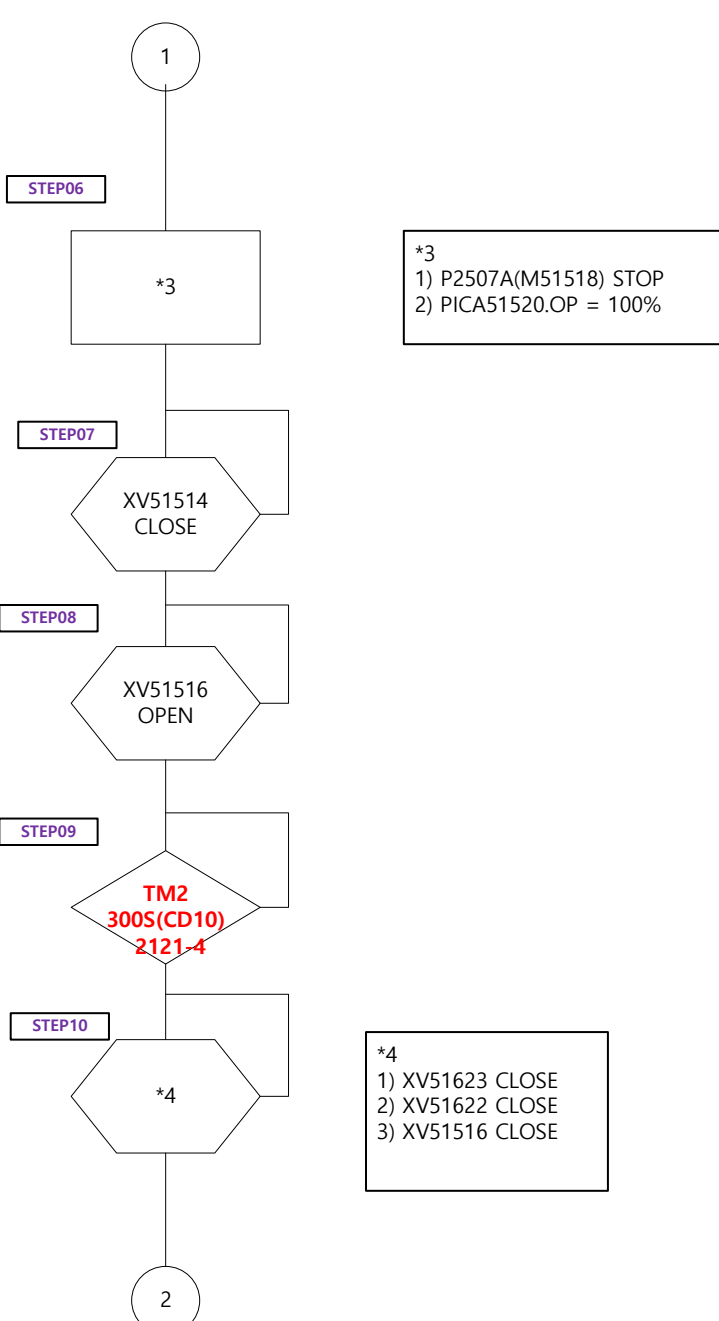 1
STEP06
*3
*3
1) P2507A(M51518) STOP
2) PICA51520.OP = 100%
STEP07
XV51514
CLOSE
STEP08
XV51516
OPEN
STEP09
TM2
300S(CD10)
2121-4
STEP10
*4
*4
1) XV51623 CLOSE
2) XV51622 CLOSE
3) XV51516 CLOSE
2